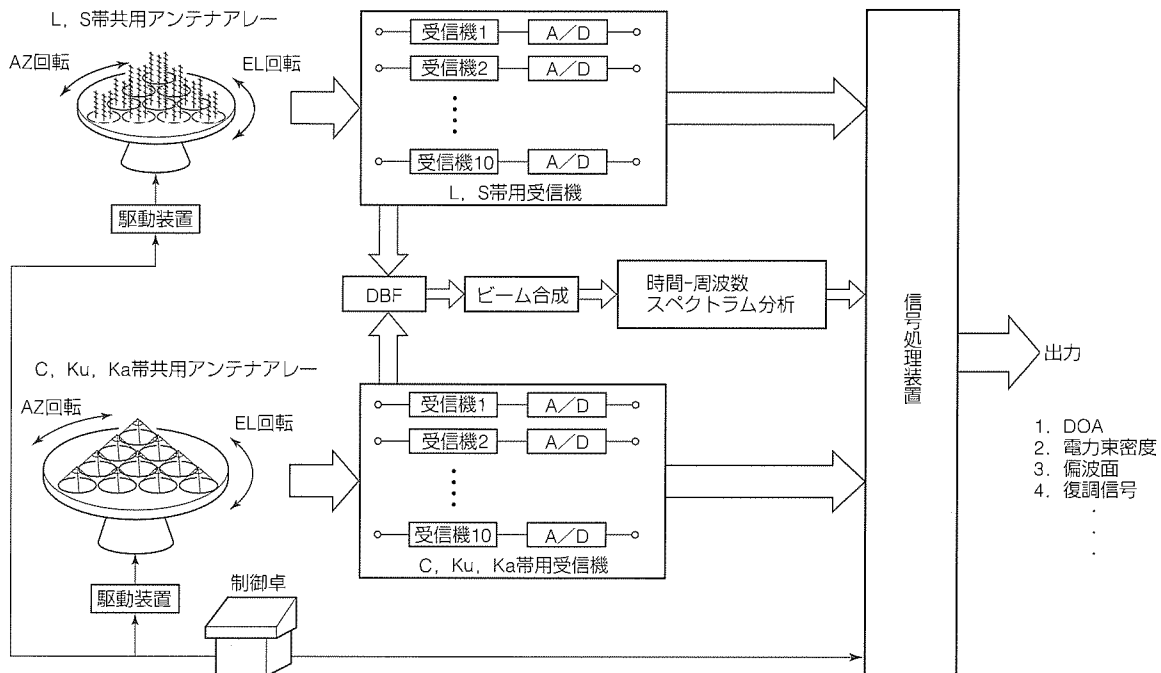 L，S帯共用アンテナアレー
AZ回転
EL回転
駆動装置
受信機1
A／D
受信機2
A／D
受信機10
A／D
L，S帯用受信機
DBF
ビーム合成
時間-周波数
スペクトラム分析
C，Ku，Ka帯共用アンテナアレー
AZ回転
EL回転
駆動装置
受信機1
A／D
受信機2
A／D
受信機10
A／D
C，Ku，Ka帯用受信機
制御卓
信号処理装置
出力
1．DOA
2．電力束密度
3．偏波面
4．復調信号